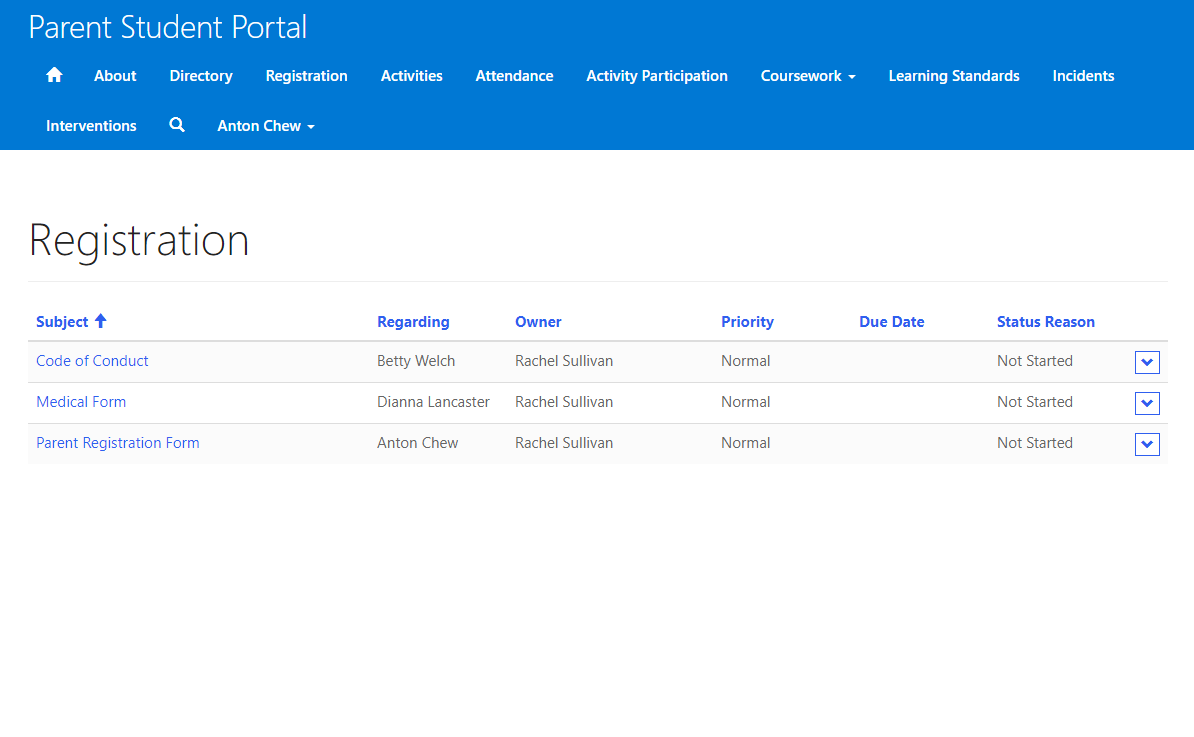 Parent Student Portal
About Directory Registration Activities Attendance Activity Participation Coursework Learning Standards Incidents
Interventions Anton Chew
Registration
Subject Regarding Owner Priority Due Date Status Reason
Code of Conduct Betty Welch Rachel Sullivan Normal Not Started
Medical Form Dianna Lancaster Rachel Sullivan Normal Not Started
Parent Registration Form Anton Chew Rachel Sullivan Normal Not Started